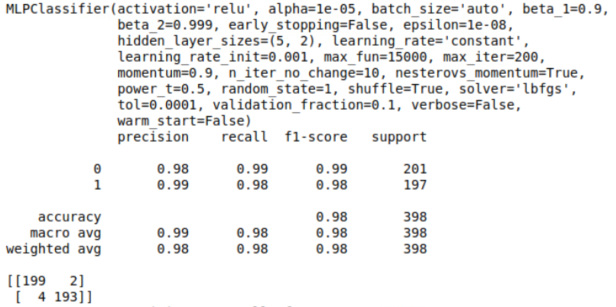 MLPClassifier(activation='relu', alpha=1e-05, batch_size='auto', beta_1=0.9,
beta_2=0.999, early_stopping=False, epsilon=1e-08,
hidden_layer_sizes=(5, 2), learning_rate='constant',
learning_rate_init=0.001, max_fun=15000, max_iter=200,
momentum=0.9, n_iter_no_change=10, nesterovs_momentum=True,
power_t=0.5, random_state=1, shuffle=True, solver='lbfgs',
tol=0.0001, validation_fraction=0.1, verbose=False,
warm_start=False)
precision recall f1-score support
0 0.98 0.99 0.99 201
1 0.99 0.98 0.98 197
accuracy 0.98 398
macro avg 0.99 0.98 0.98 398
weighted avg 0.98 0.98 0.98 398
[[199 2]
[ 4 193]]